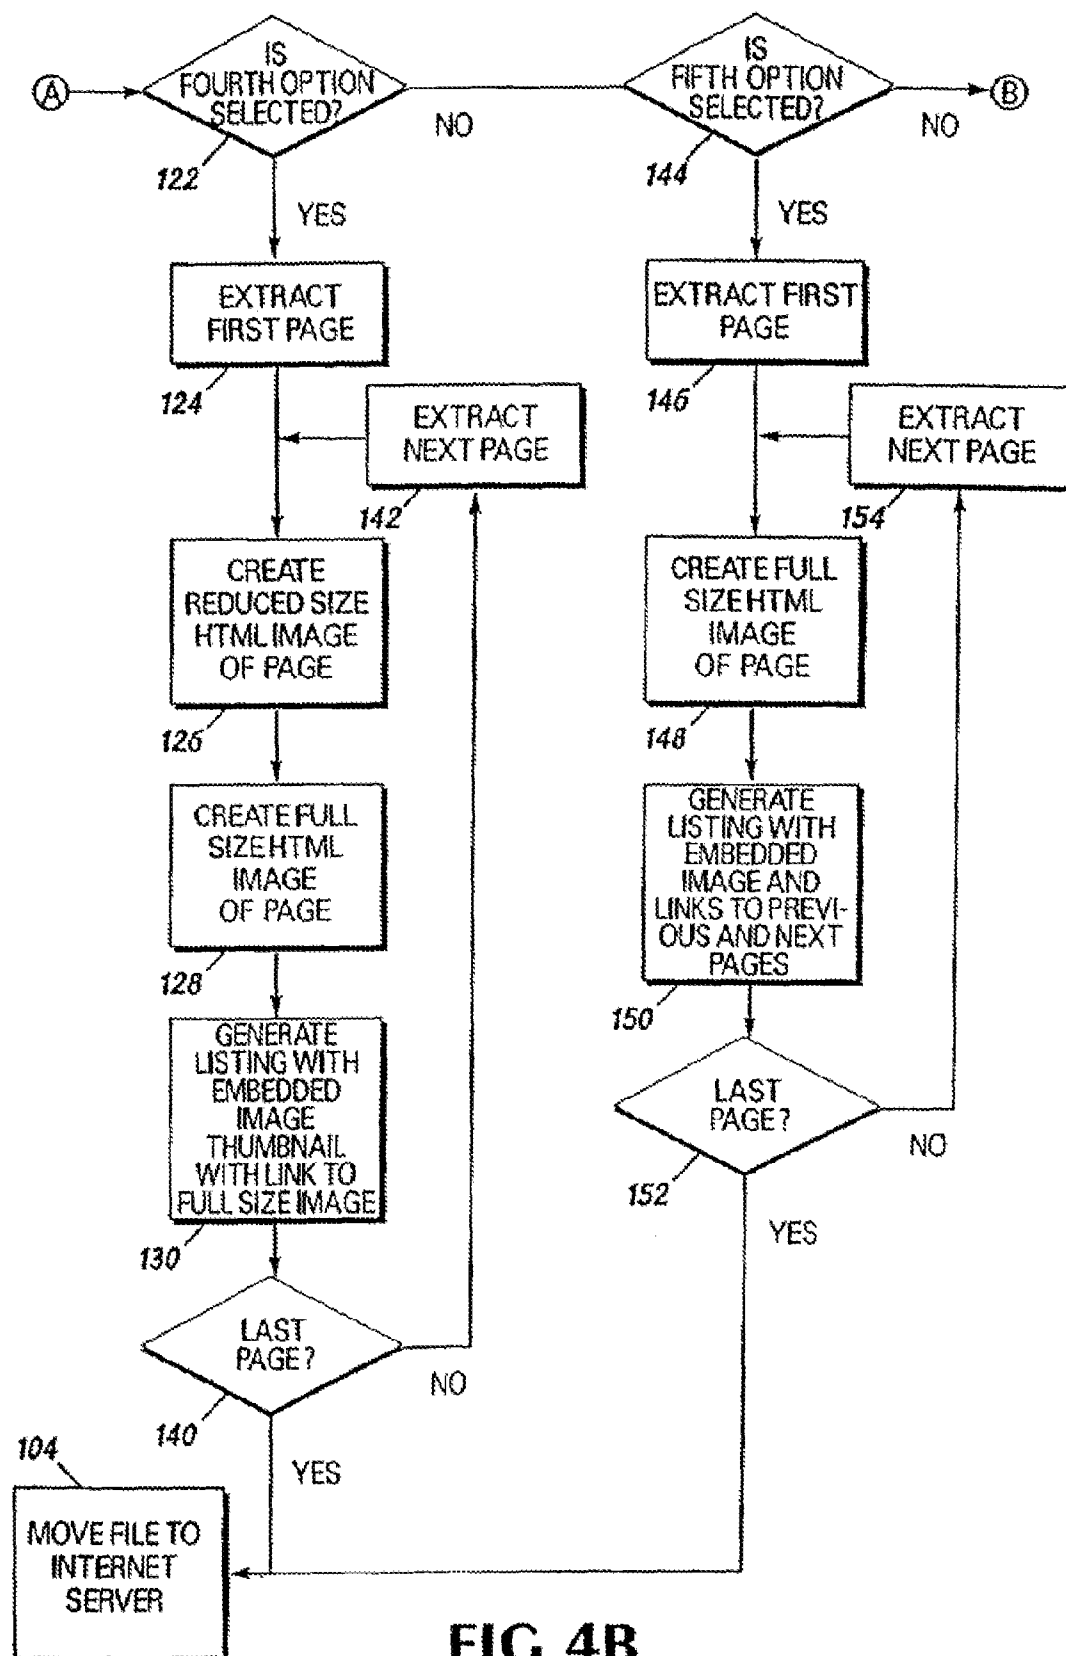 A
IS
FOURTH OPTION
SELECTED?
NO
122
YES
IS
FIFTH OPTION
SELECTED?
B
NO
144
YES
EXTRACT
FIRST PAGE
124
EXTRACT
NEXT PAGE
142
EXTRACT FIRST
PAGE
146
EXTRACT
NEXT PAGE
154
CREATE
REDUCED SIZE
HTML IMAGE
OF PAGE
126
CREATE FULL
SIZE HTML
IMAGE
OF PAGE
148
CREATE FULL
SIZE HTML
IMAGE
OF PAGE
128
GENERATE
LISTING WITH
EMBEDDED
IMAGE AND
LINKS TO PREVI-
OUS AND NEXT
PAGES
150
GENERATE
LISTING WITH
EMBEDDED
IMAGE
THUMBNAIL
WITH LINK TO
FULL SIZE IMAGE
130
LAST
PAGE?
NO
152
YES
LAST
PAGE?
NO
140
YES
104
MOVE FILE TO
INTERNET
SERVER
FIG 4B